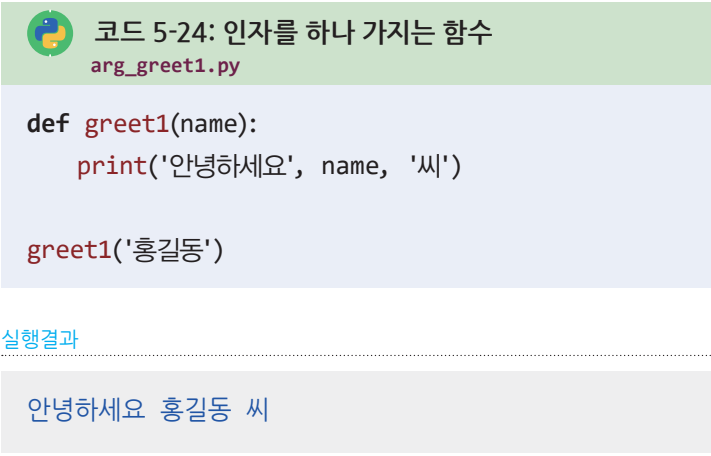 코드 5-24: 인자를 하나 가지는 함수
arg_greet1.py
def greet1(name):
    print('안녕하세요', name, '씨')
greet1('홍길동')
실행결과
안녕하세요 홍길동 씨